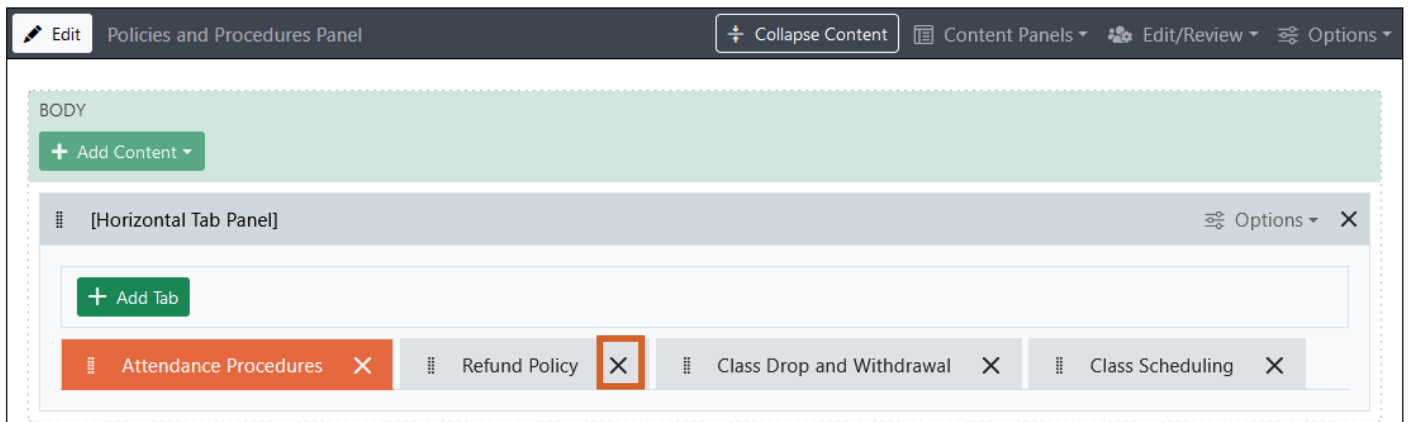 Edit Policies and Procedures Panel Collapse Content Content Panels Edit/Review Options
BODY
Add Content
[Horizontal Tab Panel] Options
Add Tab
Attendance Procedures Refund Policy Class Drop and Withdrawal Class Scheduling